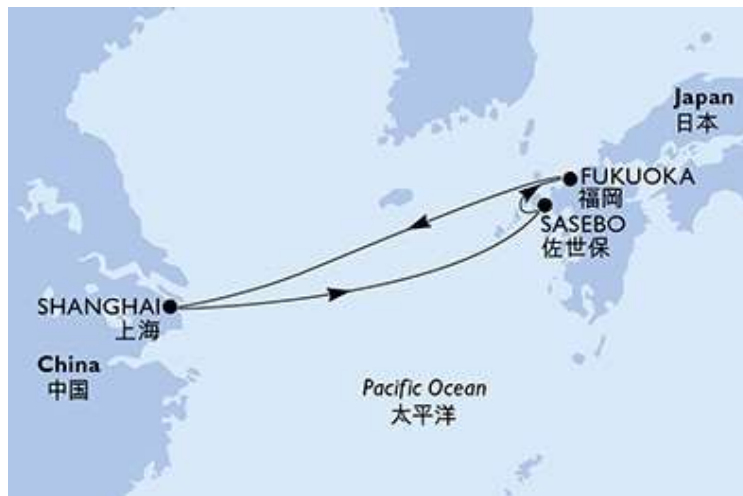 Japan
日本
FUKUOKA
福岡
SASEBO
佐世保
SHANGHAI
上海
China
中国
Pacific Ocean
太平洋